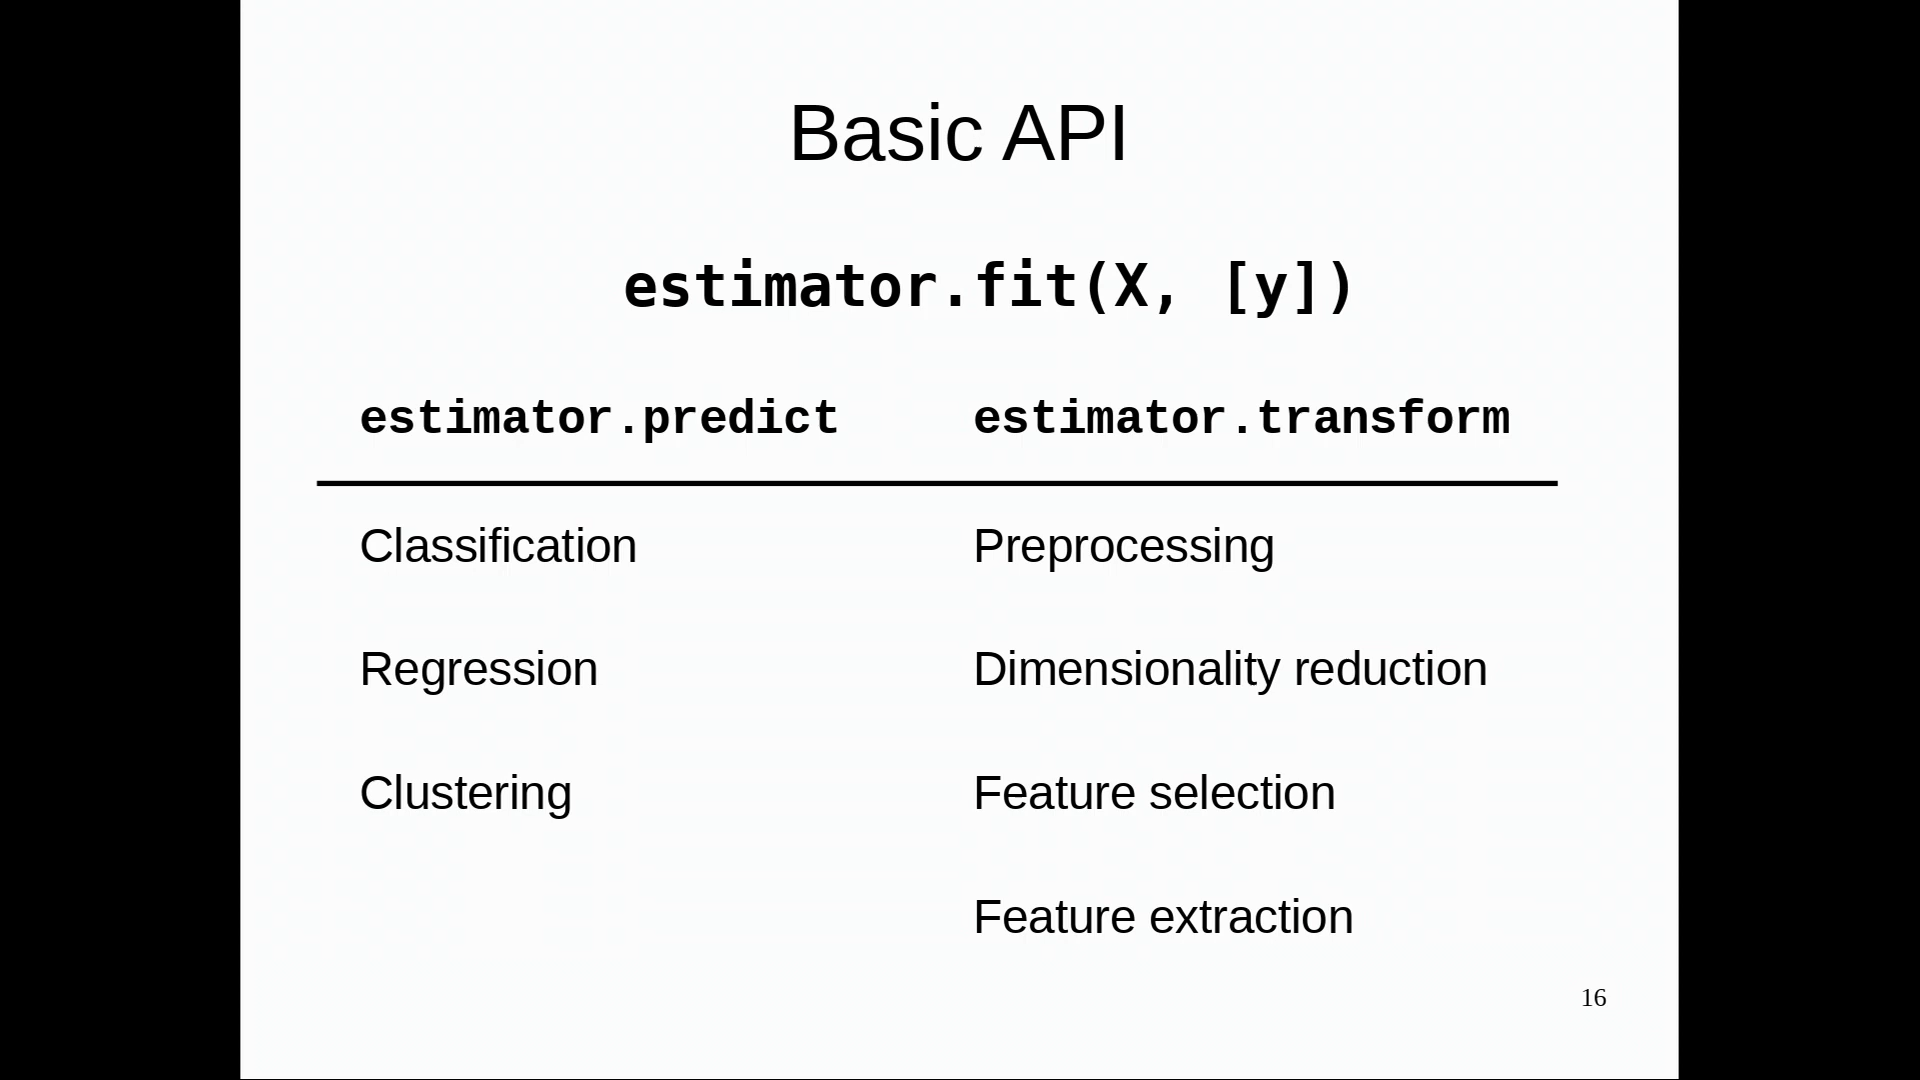 Basic API
estimator.fit(X, [y])
estimator.predict estimator.transform
Classification Preprocessing
Regression Dimensionality reduction
Clustering Feature selection
Feature extraction
16